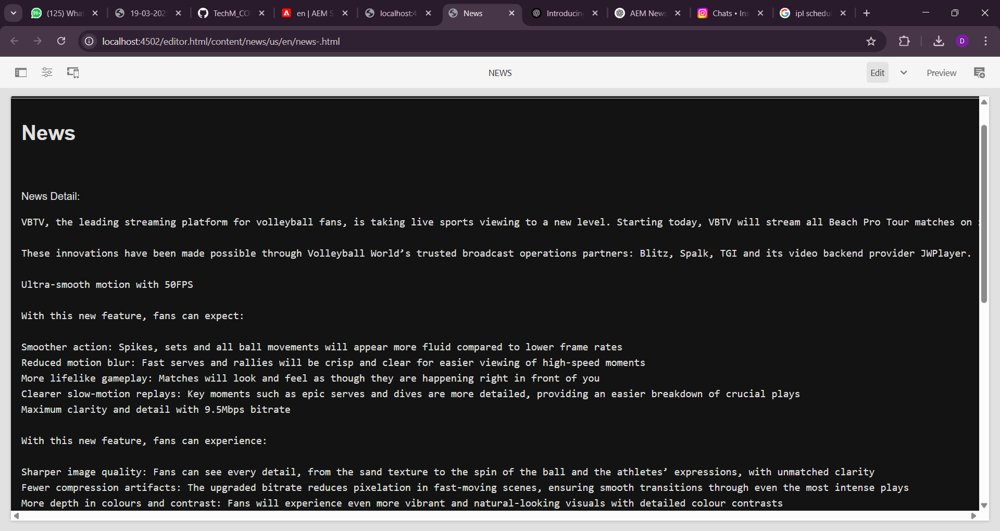 99+ (125) What
19-03-202
TechM_CO
en | AEM S
localhost:4
News
Introducin
AEM News
Chats • Ins
ipl schedul
localhost:4502/editor.html/content/news/us/en/news-.html
D
NEWS
Edit
Preview
News
News Detail:
VBTV, the leading streaming platform for volleyball fans, is taking live sports viewing to a new level. Starting today, VBTV will stream all Beach Pro Tour matches on
These innovations have been made possible through Volleyball World’s trusted broadcast operations partners: Blitz, Spalk, TGI and its video backend provider JWPlayer.
Ultra-smooth motion with 50FPS
With this new feature, fans can expect:
Smoother action: Spikes, sets and all ball movements will appear more fluid compared to lower frame rates
Reduced motion blur: Fast serves and rallies will be crisp and clear for easier viewing of high-speed moments
More lifelike gameplay: Matches will look and feel as though they are happening right in front of you
Clearer slow-motion replays: Key moments such as epic serves and dives are more detailed, providing an easier breakdown of crucial plays
Maximum clarity and detail with 9.5Mbps bitrate
With this new feature, fans can experience:
Sharper image quality: Fans can see every detail, from the sand texture to the spin of the ball and the athletes’ expressions, with unmatched clarity
Fewer compression artifacts: The upgraded bitrate reduces pixelation in fast-moving scenes, ensuring smooth transitions through even the most intense plays
More depth in colours and contrast: Fans will experience even more vibrant and natural-looking visuals with detailed colour contrasts